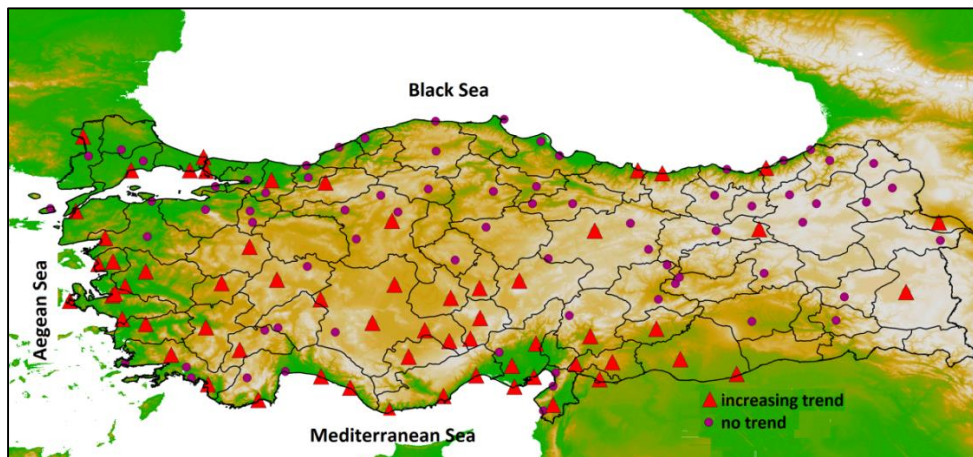 Black Sea
Aegean Sea
increasing trend
no trend
Mediterranean Sea